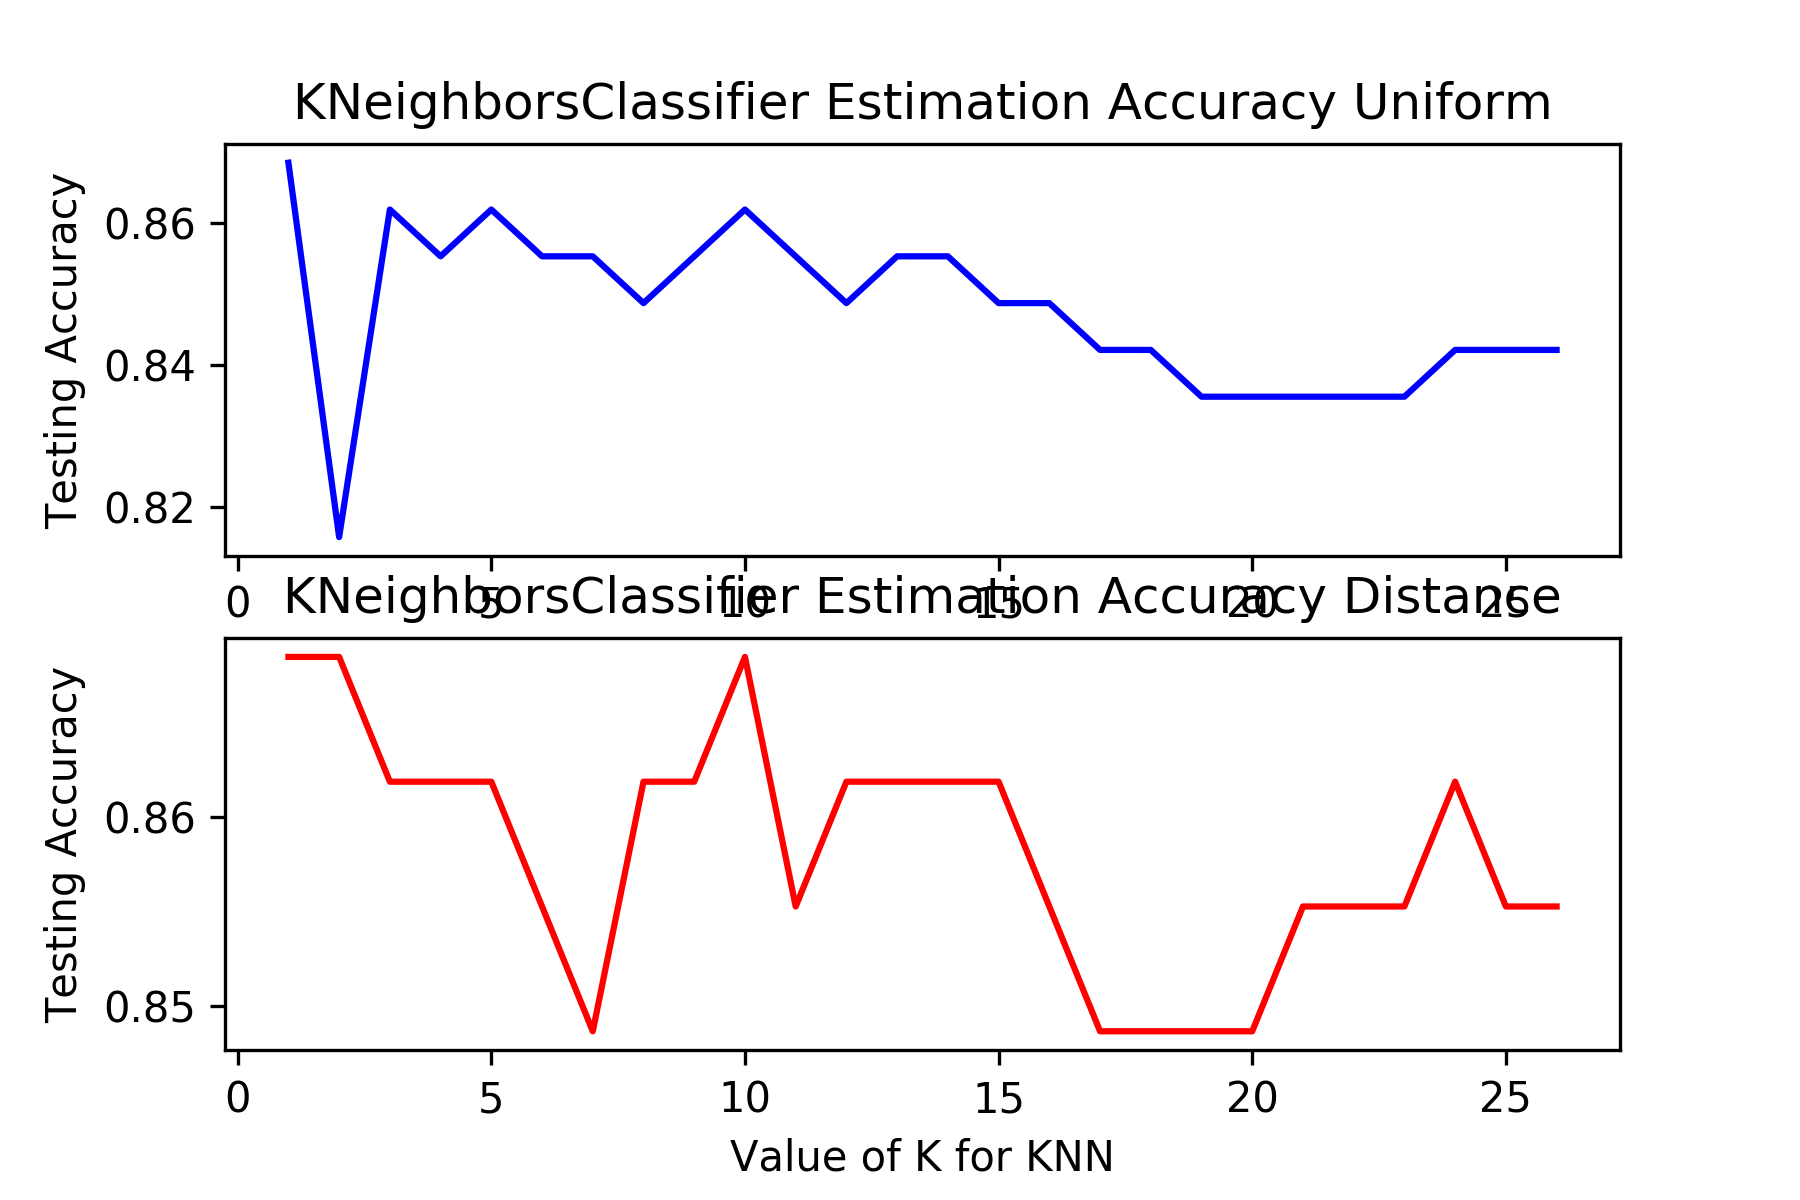 KNeighborsClassifier Estimation Accuracy Uniform
Testing Accuracy
0.86
0.84
0.82
0 5 10 15 20 25
KNeighborsClassifier Estimation Accuracy Distance
Testing Accuracy
0.86
0.85
0 5 10 15 20 25
Value of K for KNN